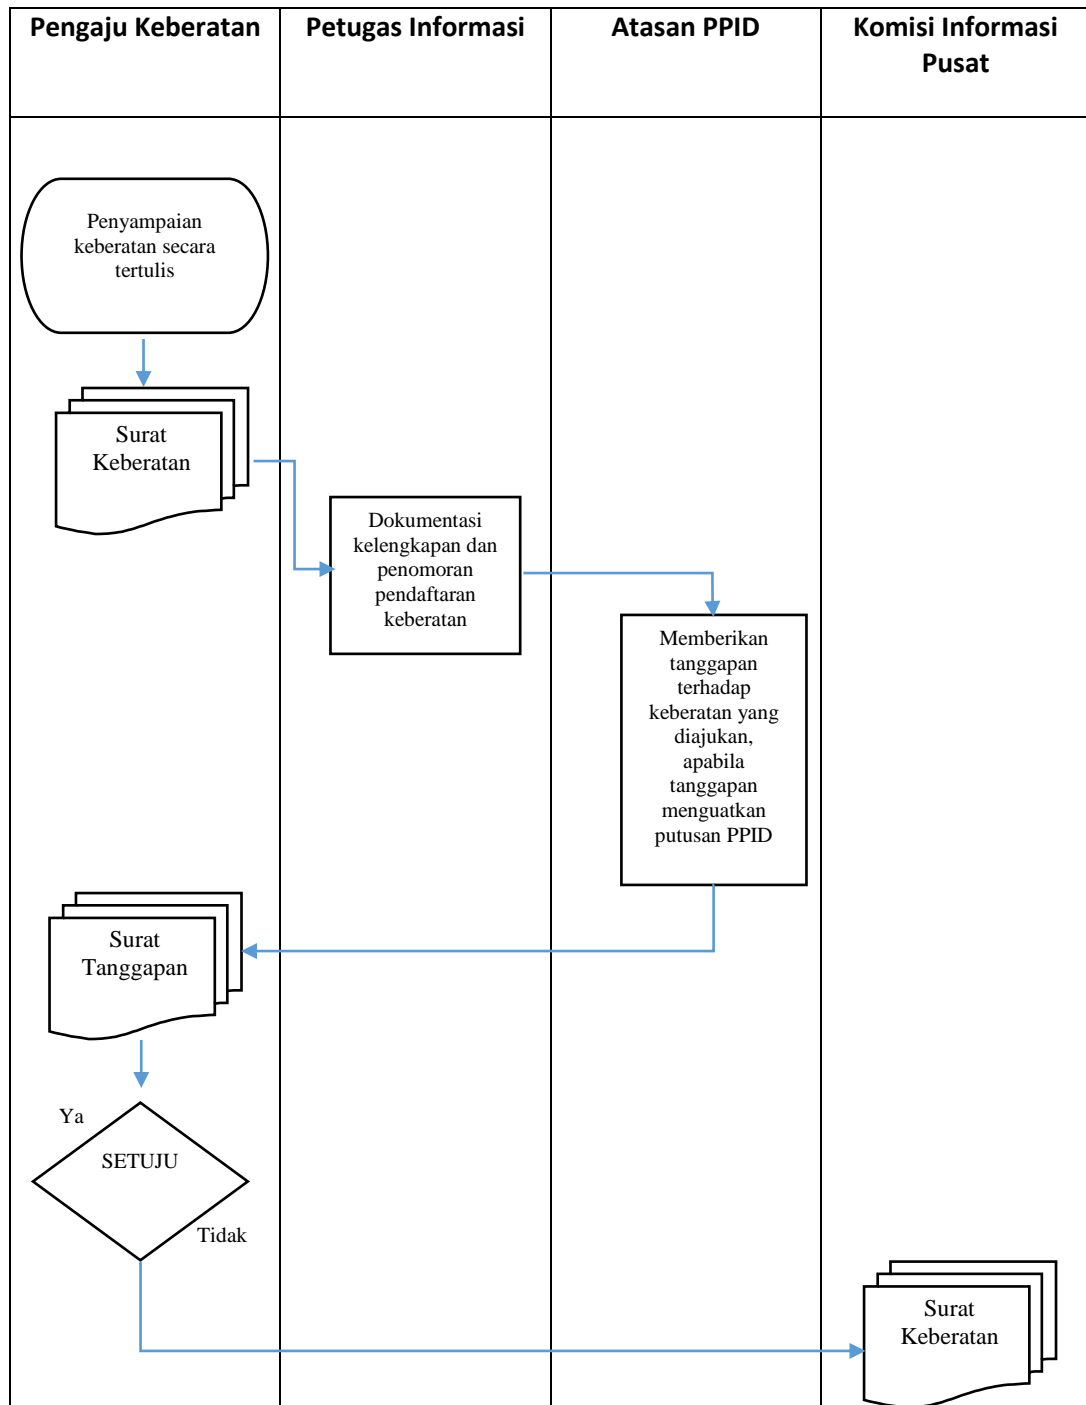 Pengaju Keberatan
Petugas Informasi
Atasan PPID
Komisi Informasi
Pusat
Penyampaian
keberatan secara
tertulis
Surat
Keberatan
Dokumentasi
kelengkapan dan
penomoran
pendaftaran
keberatan
Memberikan
tanggapan
terhadap
keberatan yang
diajukan,
apabila
tanggapan
menguatkan
putusan PPID
Surat
Tanggapan
Ya
SETUJU
Tidak
Surat
Keberatan